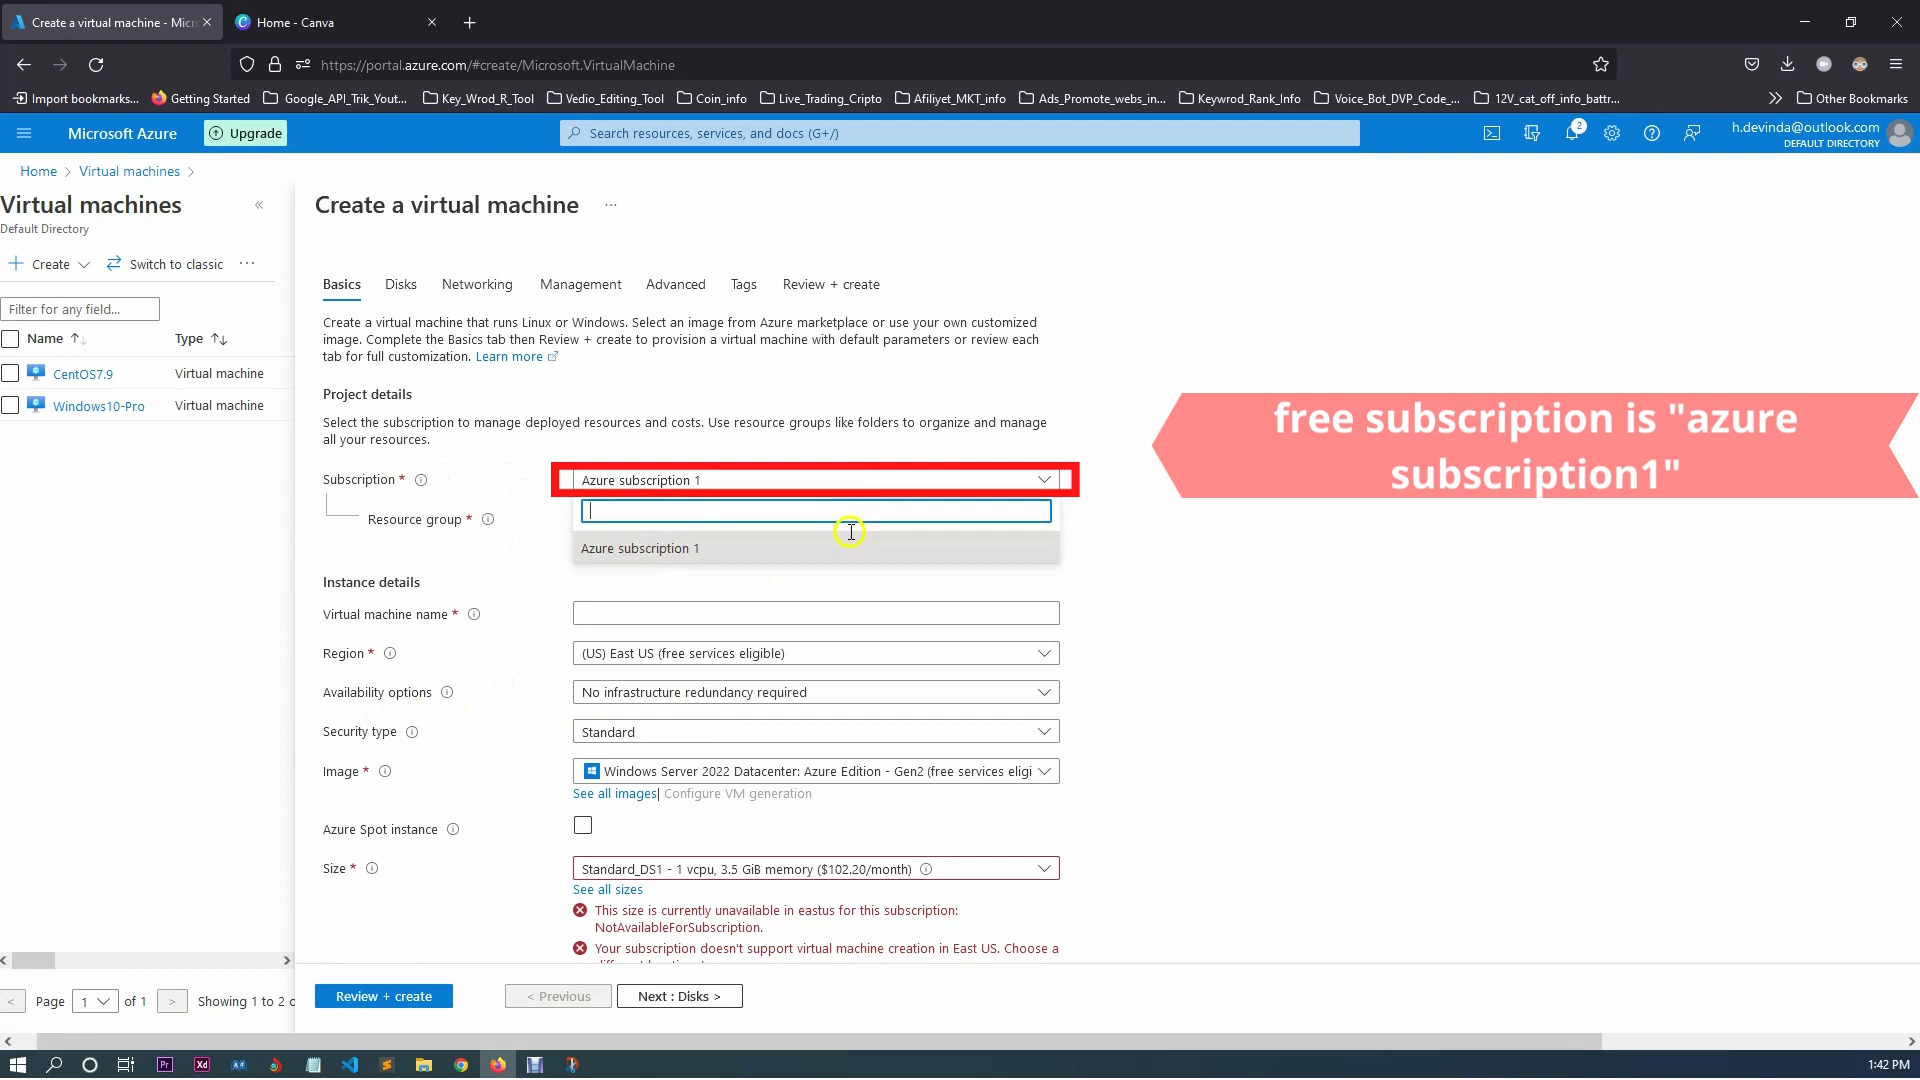 Create a virtual machine - Micr
Home - Canva
https://portal.azure.com/#create/Microsoft.VirtualMachine
Import bookmarks...
Getting Started
Google_API_Trik_Yout...
Key_Wrod_R_Tool
Vedio_Editing_Tool
Coin_info
Live_Trading_Cripto
Afiliyet_MKT_info
Ads_Promote_webs_in...
Keywrod_Rank_Info
Voice_Bot_DVP_Code_...
12V_cat_off_info_battr...
Other Bookmarks
Microsoft Azure
Upgrade
Search resources, services, and docs (G+/)
2
h.devinda@outlook.com
DEFAULT DIRECTORY
Home > Virtual machines >
Virtual machines
«
Default Directory
+ Create
Switch to classic
...
Filter for any field...
Name ↑↓
Type ↑↓
CentOS7.9
Virtual machine
Windows10-Pro
Virtual machine
< Page 1 of 1 > Showing 1 to 2 o
Create a virtual machine
...
Basics
Disks
Networking
Management
Advanced
Tags
Review + create
Create a virtual machine that runs Linux or Windows. Select an image from Azure marketplace or use your own customized
image. Complete the Basics tab then Review + create to provision a virtual machine with default parameters or review each
tab for full customization. Learn more
Project details
Select the subscription to manage deployed resources and costs. Use resource groups like folders to organize and manage
all your resources.
Subscription *
Azure subscription 1
Resource group *
Azure subscription 1
Instance details
Virtual machine name *
Region *
(US) East US (free services eligible)
Availability options
No infrastructure redundancy required
Security type
Standard
Image *
Windows Server 2022 Datacenter: Azure Edition - Gen2 (free services eligi
See all images| Configure VM generation
Azure Spot instance
Size *
Standard_DS1 - 1 vcpu, 3.5 GiB memory ($102.20/month)
See all sizes
This size is currently unavailable in eastus for this subscription:
NotAvailableForSubscription.
Your subscription doesn't support virtual machine creation in East US. Choose a
Review + create
< Previous
Next : Disks >
free subscription is "azure
subscription1"
Pr
Xd
1:42 PM